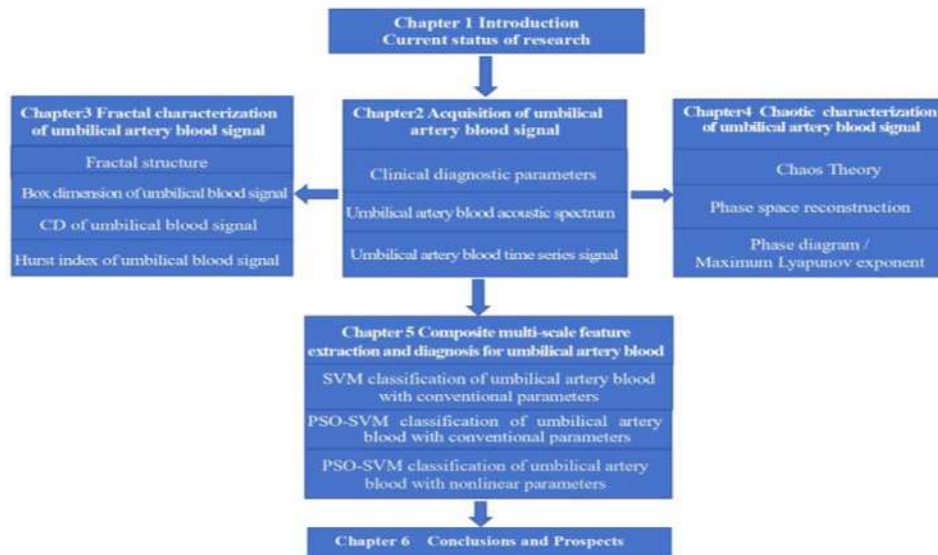 Chapter 1 Introduction
Current status of research
Chapter3 Fractal characterization
of umbilical artery blood signal
Fractal structure
Box dimension of umbilical blood signal
CD of umbilical blood signal
Hurst index of umbilical blood signal
Chapter2 Acquisition of umbilical
artery blood signal
Clinical diagnostic parameters
Umbilical artery blood acoustic spectrum
Umbilical artery blood time series signal
Chapter4 Chaotic characterization
of umbilical artery blood signal
Chaos Theory
Phase space reconstruction
Phase diagram /
Maximum Lyapunov exponent
Chapter 5 Composite multi-scale feature
extraction and diagnosis for umbilical artery blood
SVM classification of umbilical artery blood
with conventional parameters
PSO-SVM classification of umbilical artery
blood with conventional parameters
PSO-SVM classification of umbilical artery
blood with nonlinear parameters
Chapter 6 Conclusions and Prospects